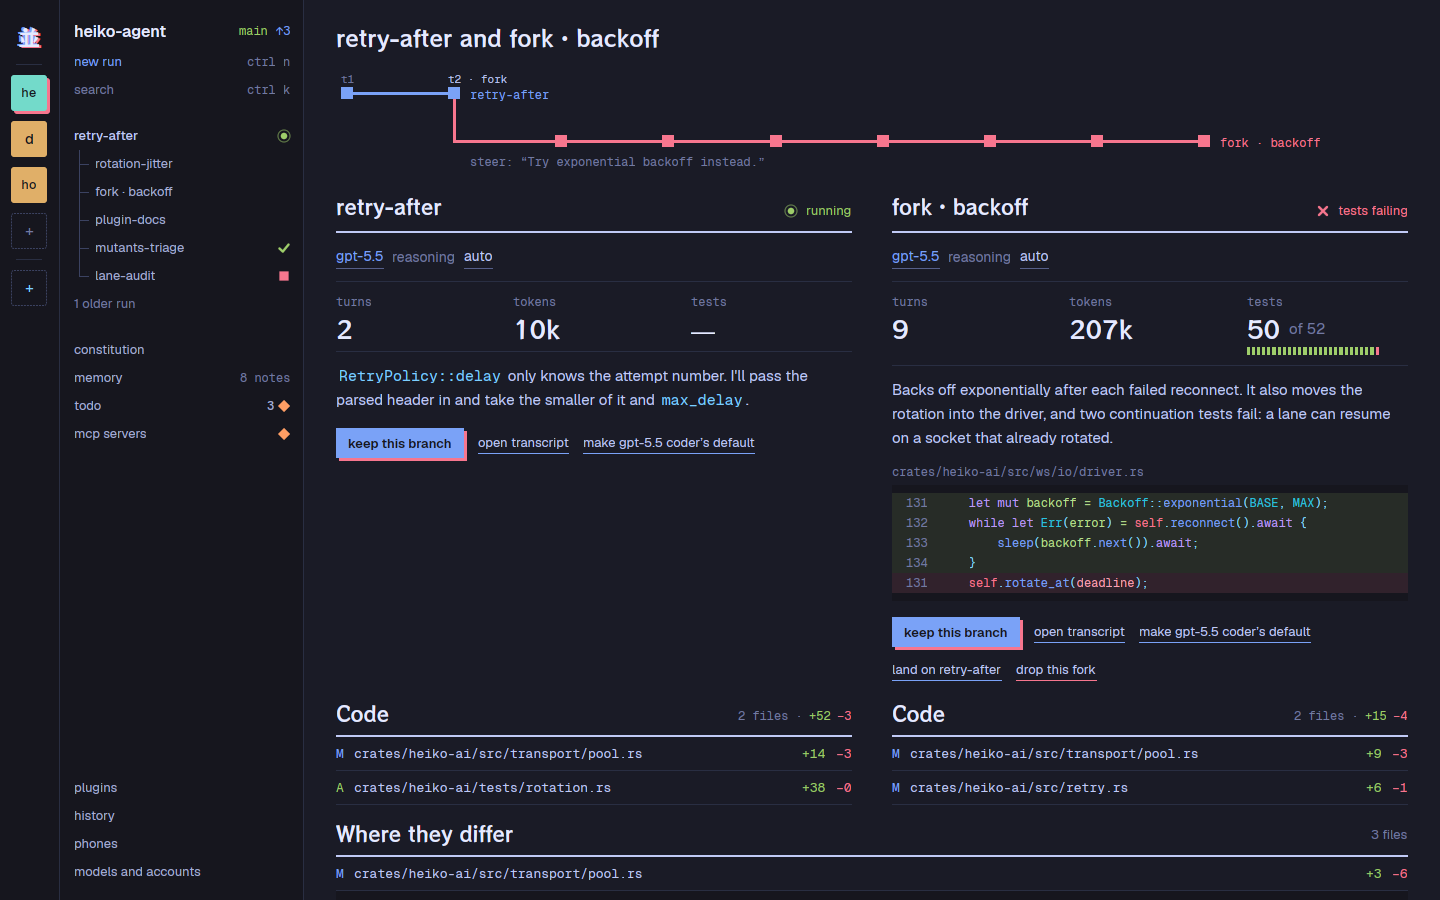 heiko-agent
main ↑3
new run
ctrl n
search
ctrl k
he
d
ho
+
+
retry-after
rotation-jitter
fork · backoff
plugin-docs
mutants-triage
lane-audit
1 older run
constitution
memory
8 notes
todo
3
mcp servers
plugins
history
phones
models and accounts
retry-after and fork · backoff
t1
t2 · fork
retry-after
fork · backoff
steer: “Try exponential backoff instead.”
retry-after
running
gpt-5.5 reasoning auto
turns
tokens
tests
2
10k
—
RetryPolicy::delay only knows the attempt number. I'll pass the
parsed header in and take the smaller of it and max_delay.
keep this branch
open transcript
make gpt-5.5 coder's default
fork · backoff
tests failing
gpt-5.5 reasoning auto
turns
tokens
tests
9
207k
50 of 52
Backs off exponentially after each failed reconnect. It also moves the
rotation into the driver, and two continuation tests fail: a lane can resume
on a socket that already rotated.
crates/heiko-ai/src/ws/io/driver.rs
131 let mut backoff = Backoff::exponential(BASE, MAX);
132 while let Err(error) = self.reconnect().await {
133 sleep(backoff.next()).await;
134 }
131 self.rotate_at(deadline);
keep this branch
open transcript
make gpt-5.5 coder's default
land on retry-after
drop this fork
Code
2 files · +52 −3
M crates/heiko-ai/src/transport/pool.rs +14 −3
A crates/heiko-ai/tests/rotation.rs +38 −0
Code
2 files · +15 −4
M crates/heiko-ai/src/transport/pool.rs +9 −3
M crates/heiko-ai/src/retry.rs +6 −1
Where they differ
3 files
M crates/heiko-ai/src/transport/pool.rs +3 −6